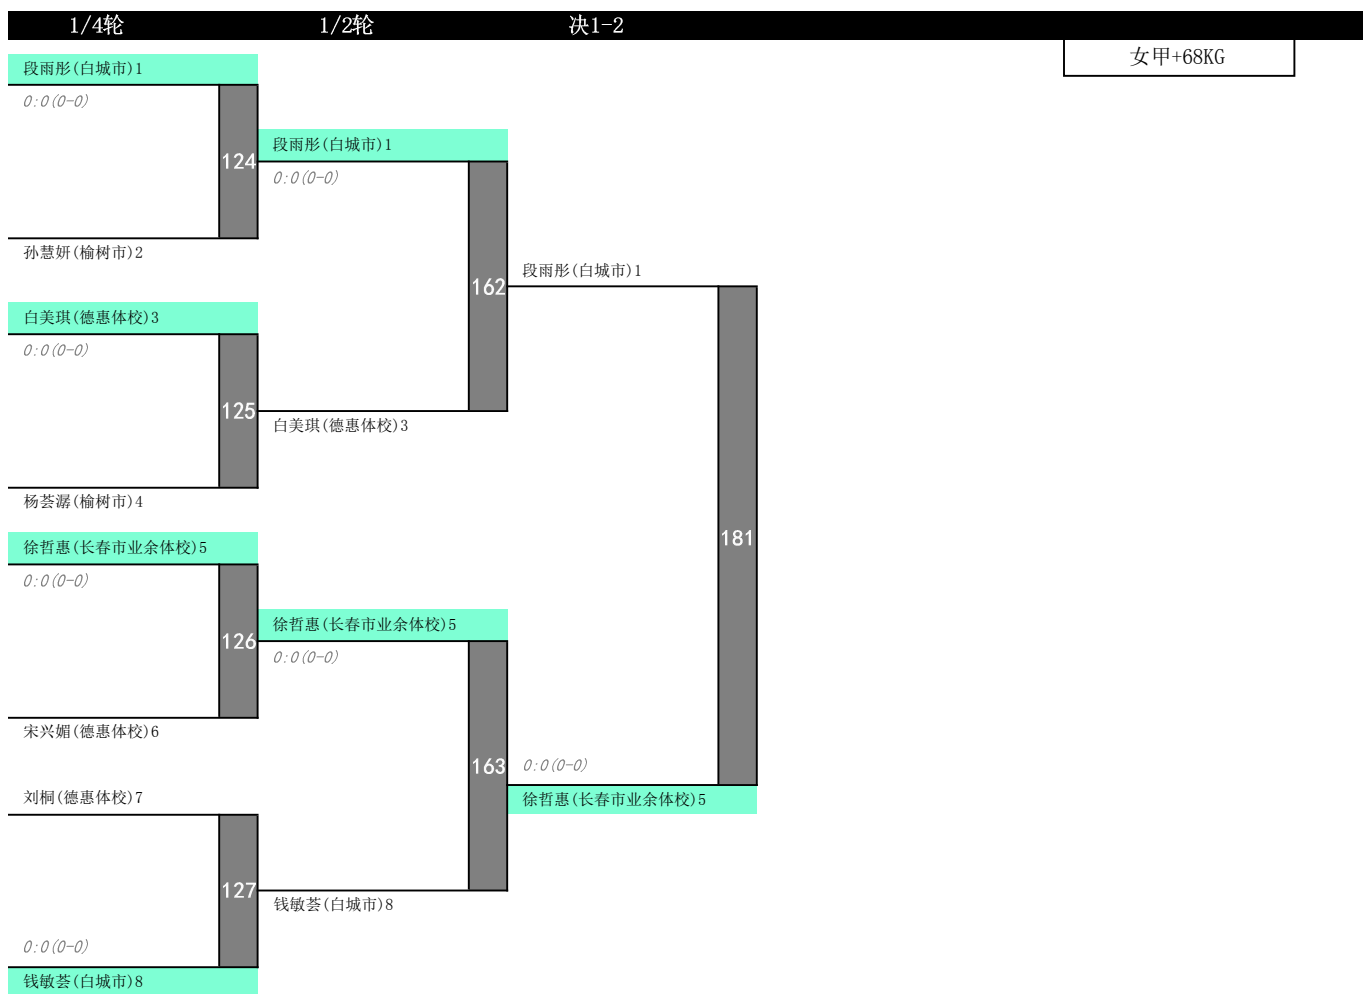 1/4轮 1/2轮 决1-2
女甲+68KG
段雨彤(白城市)1
0:0(0-0)
124
孙慧妍(榆树市)2
白美琪(德惠体校)3
0:0(0-0)
125
杨荟潺(榆树市)4
徐哲惠(长春市业余体校)5
0:0(0-0)
126
宋兴媚(德惠体校)6
刘桐(德惠体校)7
127
0:0(0-0)
钱敏荟(白城市)8
段雨彤(白城市)1
0:0(0-0)
162
白美琪(德惠体校)3
徐哲惠(长春市业余体校)5
0:0(0-0)
163
钱敏荟(白城市)8
段雨彤(白城市)1
181
0:0(0-0)
徐哲惠(长春市业余体校)5